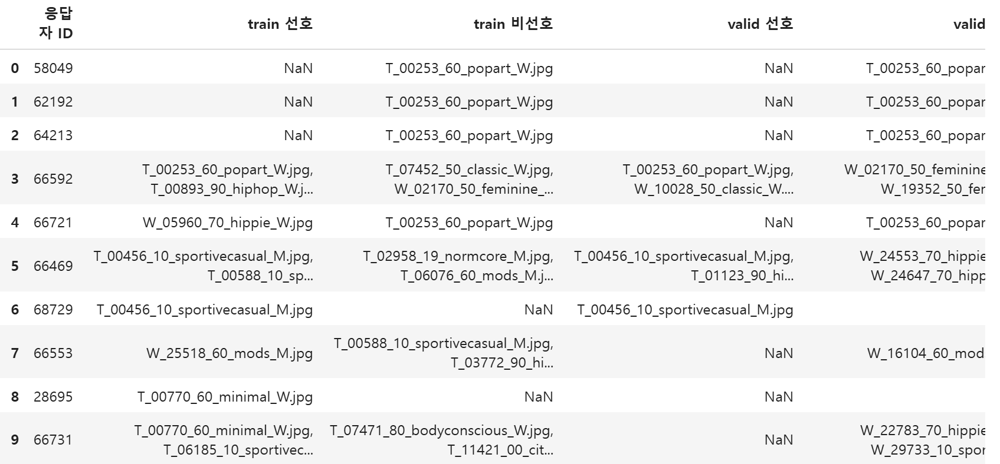 응답
자 ID train 선호 train 비선호 valid 선호 valid
0 58049 NaN T_00253_60_popart_W.jpg NaN T_00253_60_popar
1 62192 NaN T_00253_60_popart_W.jpg NaN T_00253_60_popar
2 64213 NaN T_00253_60_popart_W.jpg NaN T_00253_60_popar
3 66592 T_00253_60_popart_W.jpg, T_07452_50_classic_W.jpg, T_00253_60_popart_W.jpg, W_02170_50_feminine
T_00893_90_hiphop_W.j... W_02170_50_feminine_... W_10028_50_classic_W.... W_19352_50_fer
4 66721 W_05960_70_hippie_W.jpg T_00253_60_popart_W.jpg NaN T_00253_60_popar
5 66469 T_00456_10_sportivecasual_M.jpg, T_02958_19_normcore_M.jpg, T_00456_10_sportivecasual_M.jpg, W_24553_70_hippie
T_00588_10_sp... T_06076_60_mods_M.j... T_01123_90_hi... W_24647_70_hipp
6 68729 T_00456_10_sportivecasual_M.jpg NaN T_00456_10_sportivecasual_M.jpg
7 66553 W_25518_60_mods_M.jpg T_00588_10_sportivecasual_M.jpg, NaN W_16104_60_mod
T_03772_90_hi...
8 28695 T_00770_60_minimal_W.jpg NaN NaN
9 66731 T_00770_60_minimal_W.jpg, T_07471_80_bodyconscious_W.jpg, NaN W_22783_70_hippie
T_06185_10_sportivec... T_11421_00_cit... W_29733_10_spor